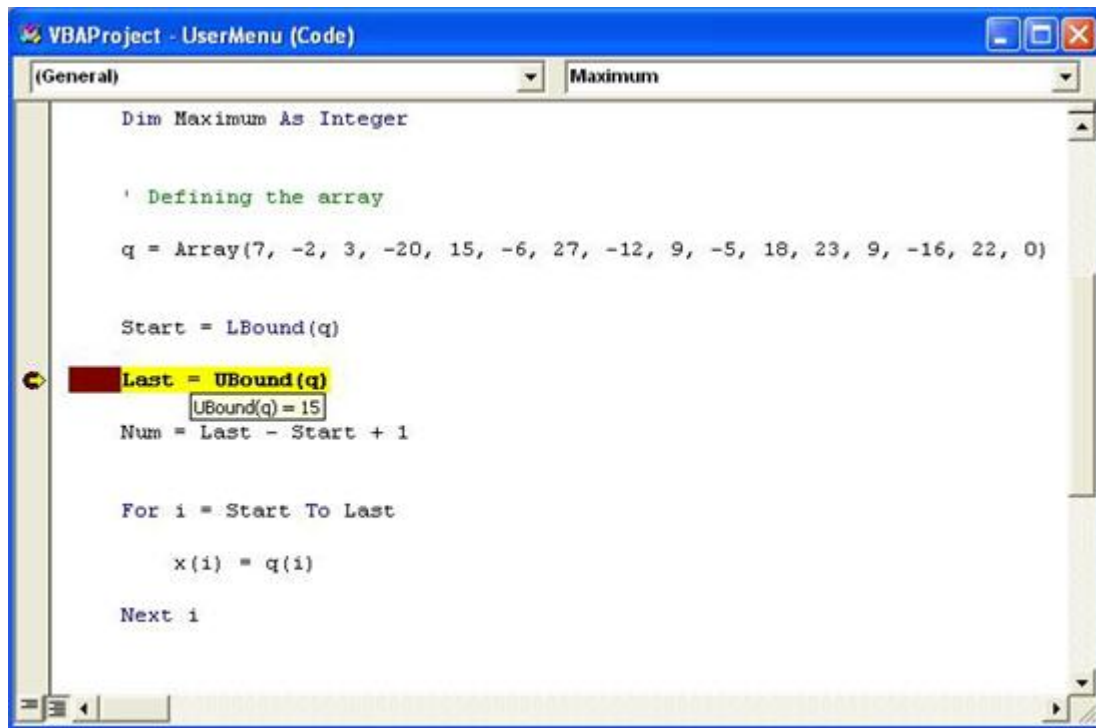 VBAProject - UserMenu (Code)
(General) Maximum
Dim Maximum As Integer
' Defining the array
q = Array(7, -2, 3, -20, 15, -6, 27, -12, 9, -5, 18, 23, 9, -16, 22, 0)
Start = LBound(q)
Last = UBound(q)
UBound(q) = 15
Num = Last - Start + 1
For i = Start To Last
x(i) = q(i)
Next i